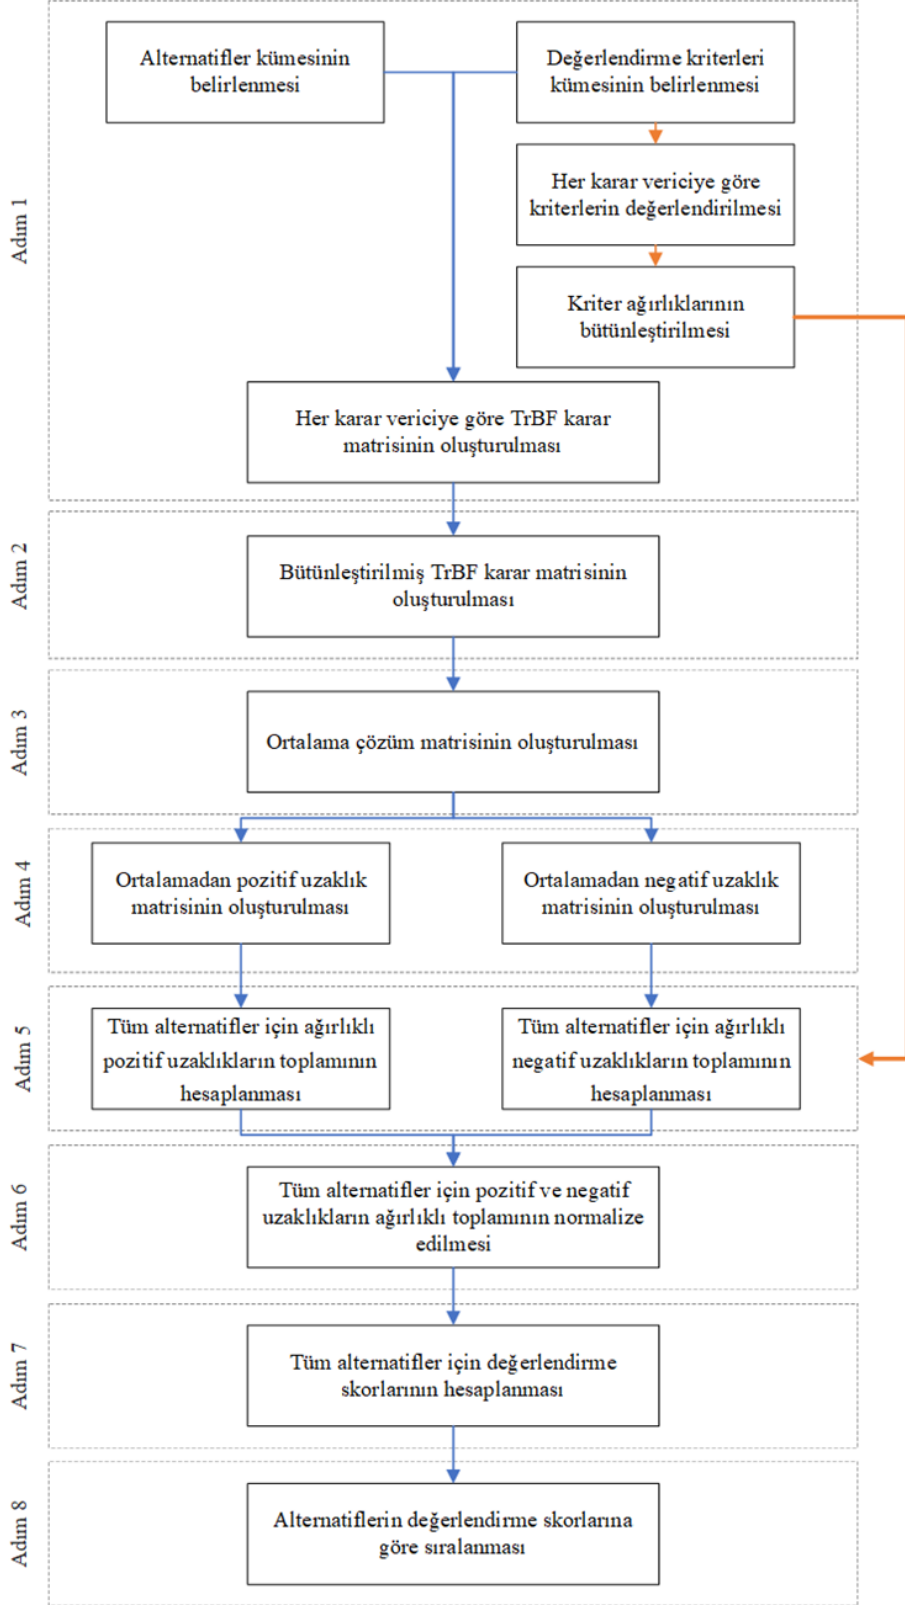 Adım 1
Alternatifler kümesinin
belirlenmesi
Değerlendirme kriterleri
kümesinin belirlenmesi
Her karar vericiye göre
kriterlerin değerlendirilmesi
Kriter ağırlıklarının
bütünleştirilmesi
Her karar vericiye göre TrBF karar
matrisinin oluşturulması
Adım 2
Bütünleştirilmiş TrBF karar matrisinin
oluşturulması
Adım 3
Ortalama çözüm matrisinin oluşturulması
Adım 4
Ortalamadan pozitif uzaklık
matrisinin oluşturulması
Ortalamadan negatif uzaklık
matrisinin oluşturulması
Adım 5
Tüm alternatifler için ağırlıklı
pozitif uzaklıkların toplamının
hesaplanması
Tüm alternatifler için ağırlıklı
negatif uzaklıkların toplamının
hesaplanması
Adım 6
Tüm alternatifler için pozitif ve negatif
uzaklıkların ağırlıklı toplamının normalize
edilmesi
Adım 7
Tüm alternatifler için değerlendirme
skorlarının hesaplanması
Adım 8
Alternatiflerin değerlendirme skorlarına
göre sıralanması